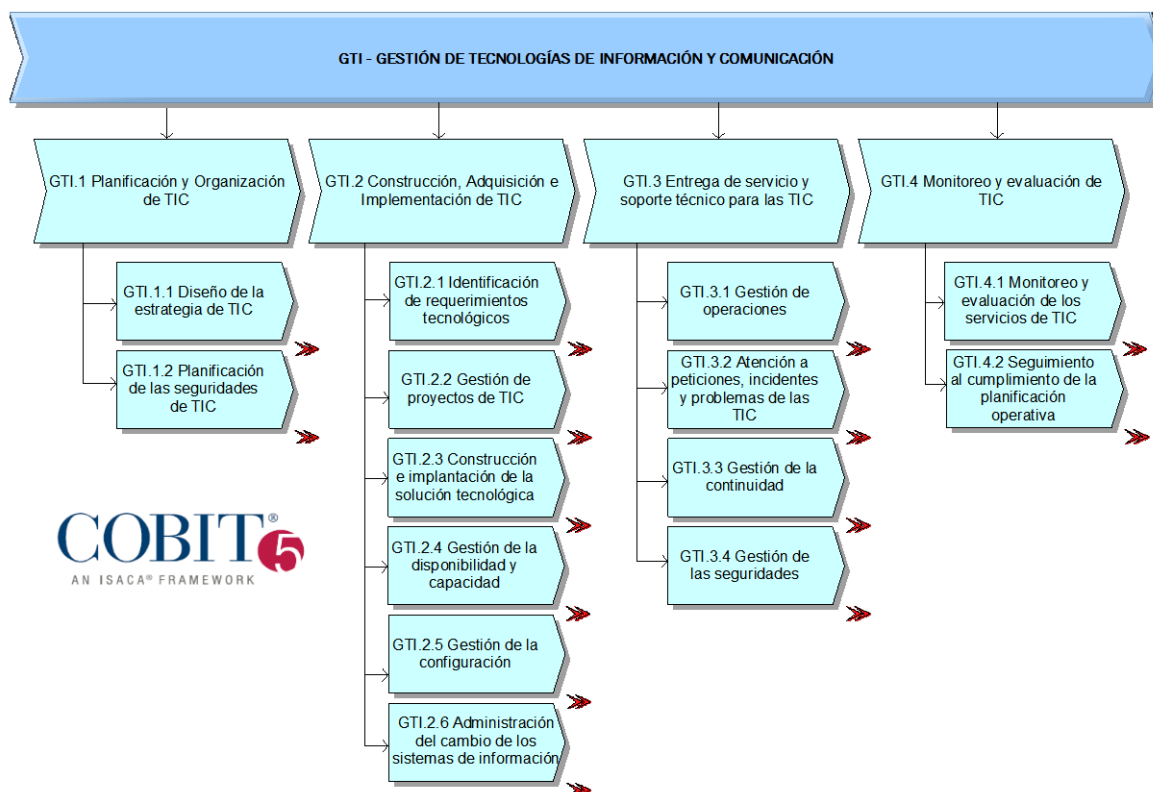 GTI - GESTIÓN DE TECNOLOGÍAS DE INFORMACIÓN Y COMUNICACIÓN
GTI.1 Planificación y Organización
de TIC
GTI.1.1 Diseño de la
estrategia de TIC
GTI.1.2 Planificación
de las seguridades
de TIC
GTI.2 Construcción, Adquisición e
Implementación de TIC
GTI.2.1 Identificación
de requerimientos
tecnológicos
GTI.2.2 Gestión de
proyectos de TIC
GTI.2.3 Construcción
e implantación de la
solución tecnológica
GTI.2.4 Gestión de la
disponibilidad y
capacidad
GTI.2.5 Gestión de la
configuración
GTI.2.6 Administración
del cambio de los
sistemas de información
GTI.3 Entrega de servicio y
soporte técnico para las TIC
GTI.3.1 Gestión de
operaciones
GTI.3.2 Atención a
peticiones, incidentes
y problemas de las
TIC
GTI.3.3 Gestión de la
continuidad
GTI.3.4 Gestión de
las seguridades
GTI.4 Monitoreo y evaluación de
TIC
GTI.4.1 Monitoreo y
evaluación de los
servicios de TIC
GTI.4.2 Seguimiento
al cumplimiento de la
planificación
operativa
COBIT® 5
AN ISACA® FRAMEWORK